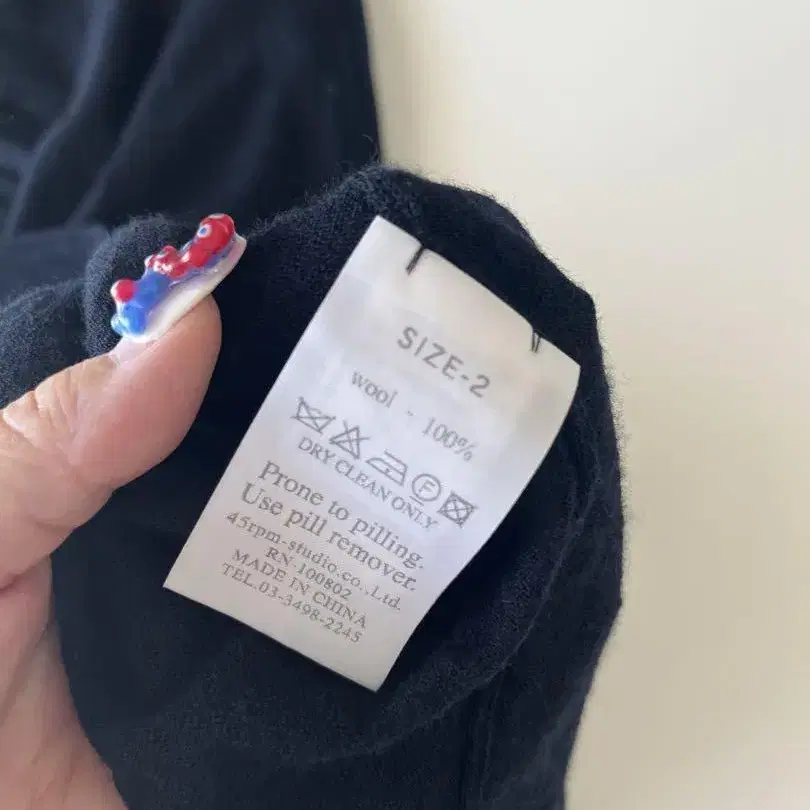 SIZE-2
wool - 100%
F
DRY CLEAN ONLY
Prone to pilling.
Use pill remover.
45rpm-studio.co.,Ltd.
RN-100802
MADE IN CHINA
TEL.03-3498-2245